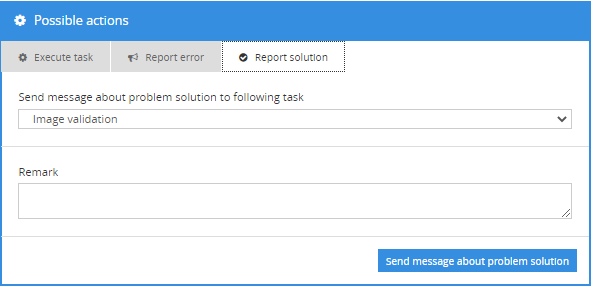 Possible actions
Execute task
Report error
Report solution
Send message about problem solution to following task
Image validation
Remark
Send message about problem solution